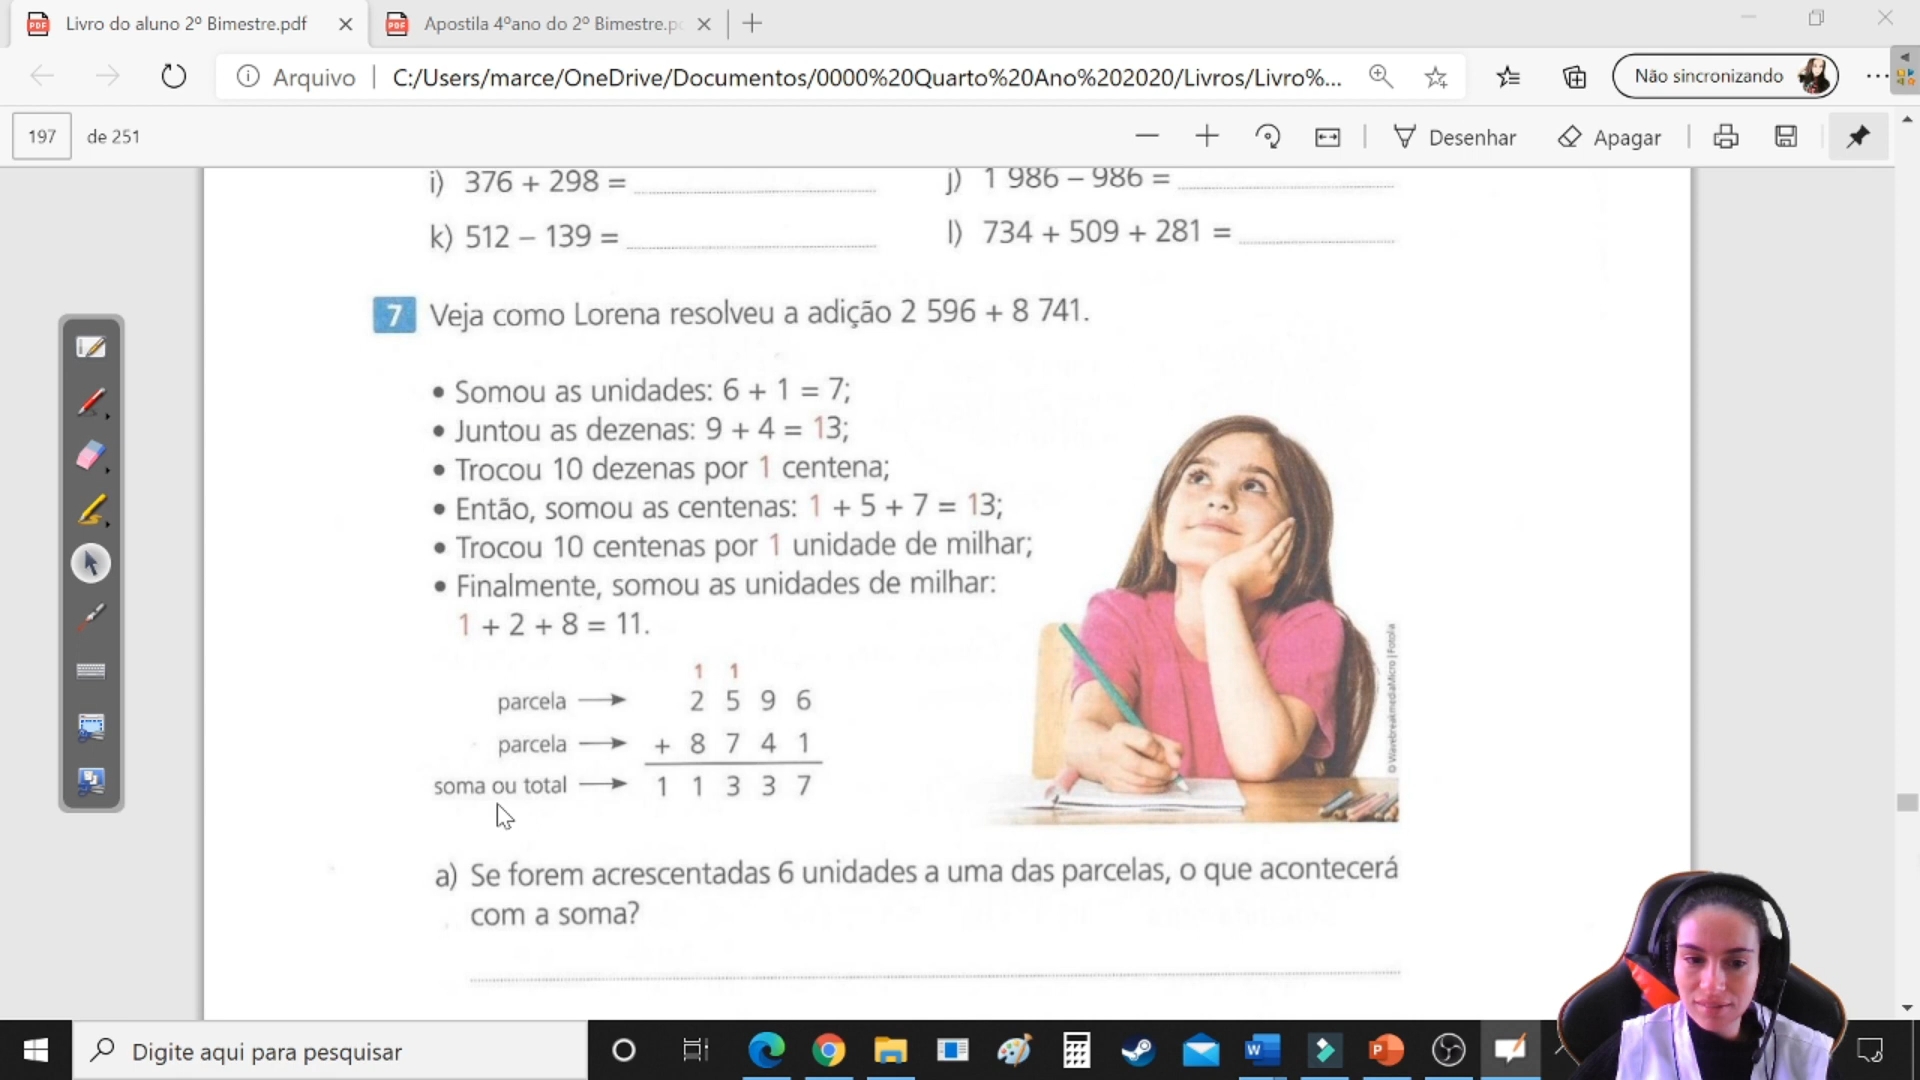 Livro do aluno 2º Bimestre.pdf
Apostila 4ºano do 2º Bimestre.p
Arquivo
C:/Users/marce/OneDrive/Documentos/0000%20Quarto%20Ano%202020/Livros/Livro%...
Não sincronizando
197 de 251
Desenhar
Apagar
i) 376 + 298 =
j) 1 986 – 986 =
k) 512 – 139 =
l) 734 + 509 + 281 =
7 Veja como Lorena resolveu a adição 2 596 + 8 741.
• Somou as unidades: 6 + 1 = 7;
• Juntou as dezenas: 9 + 4 = 13;
• Trocou 10 dezenas por 1 centena;
• Então, somou as centenas: 1 + 5 + 7 = 13;
• Trocou 10 centenas por 1 unidade de milhar;
• Finalmente, somou as unidades de milhar:
1 + 2 + 8 = 11.
1 1
parcela → 2 5 9 6
parcela → + 8 7 4 1
soma ou total → 1 1 3 3 7
© WavebreakmediaMicro | Fotolia
a) Se forem acrescentadas 6 unidades a uma das parcelas, o que acontecerá
com a soma?
Digite aqui para pesquisar